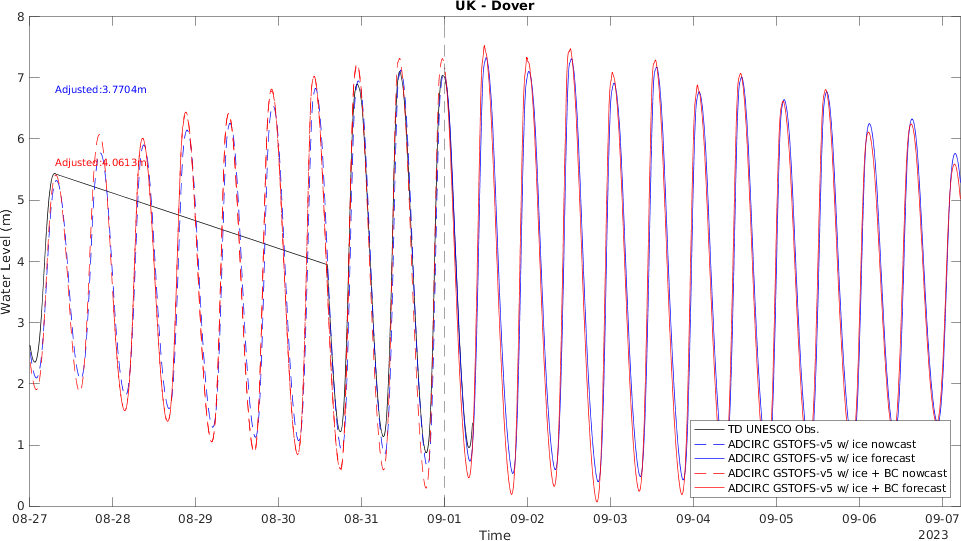 UK - Dover
8
7
6
5
4
3
2
1
0
Water Level (m)
Adjusted:3.7704m
Adjusted:4.0613m
TD UNESCO Obs.
ADCIRC GSTOFS-v5 w/ ice nowcast
ADCIRC GSTOFS-v5 w/ ice forecast
ADCIRC GSTOFS-v5 w/ ice + BC nowcast
ADCIRC GSTOFS-v5 w/ ice + BC forecast
08-27 08-28 08-29 08-30 08-31 09-01 09-02 09-03 09-04 09-05 09-06 09-07
Time
2023